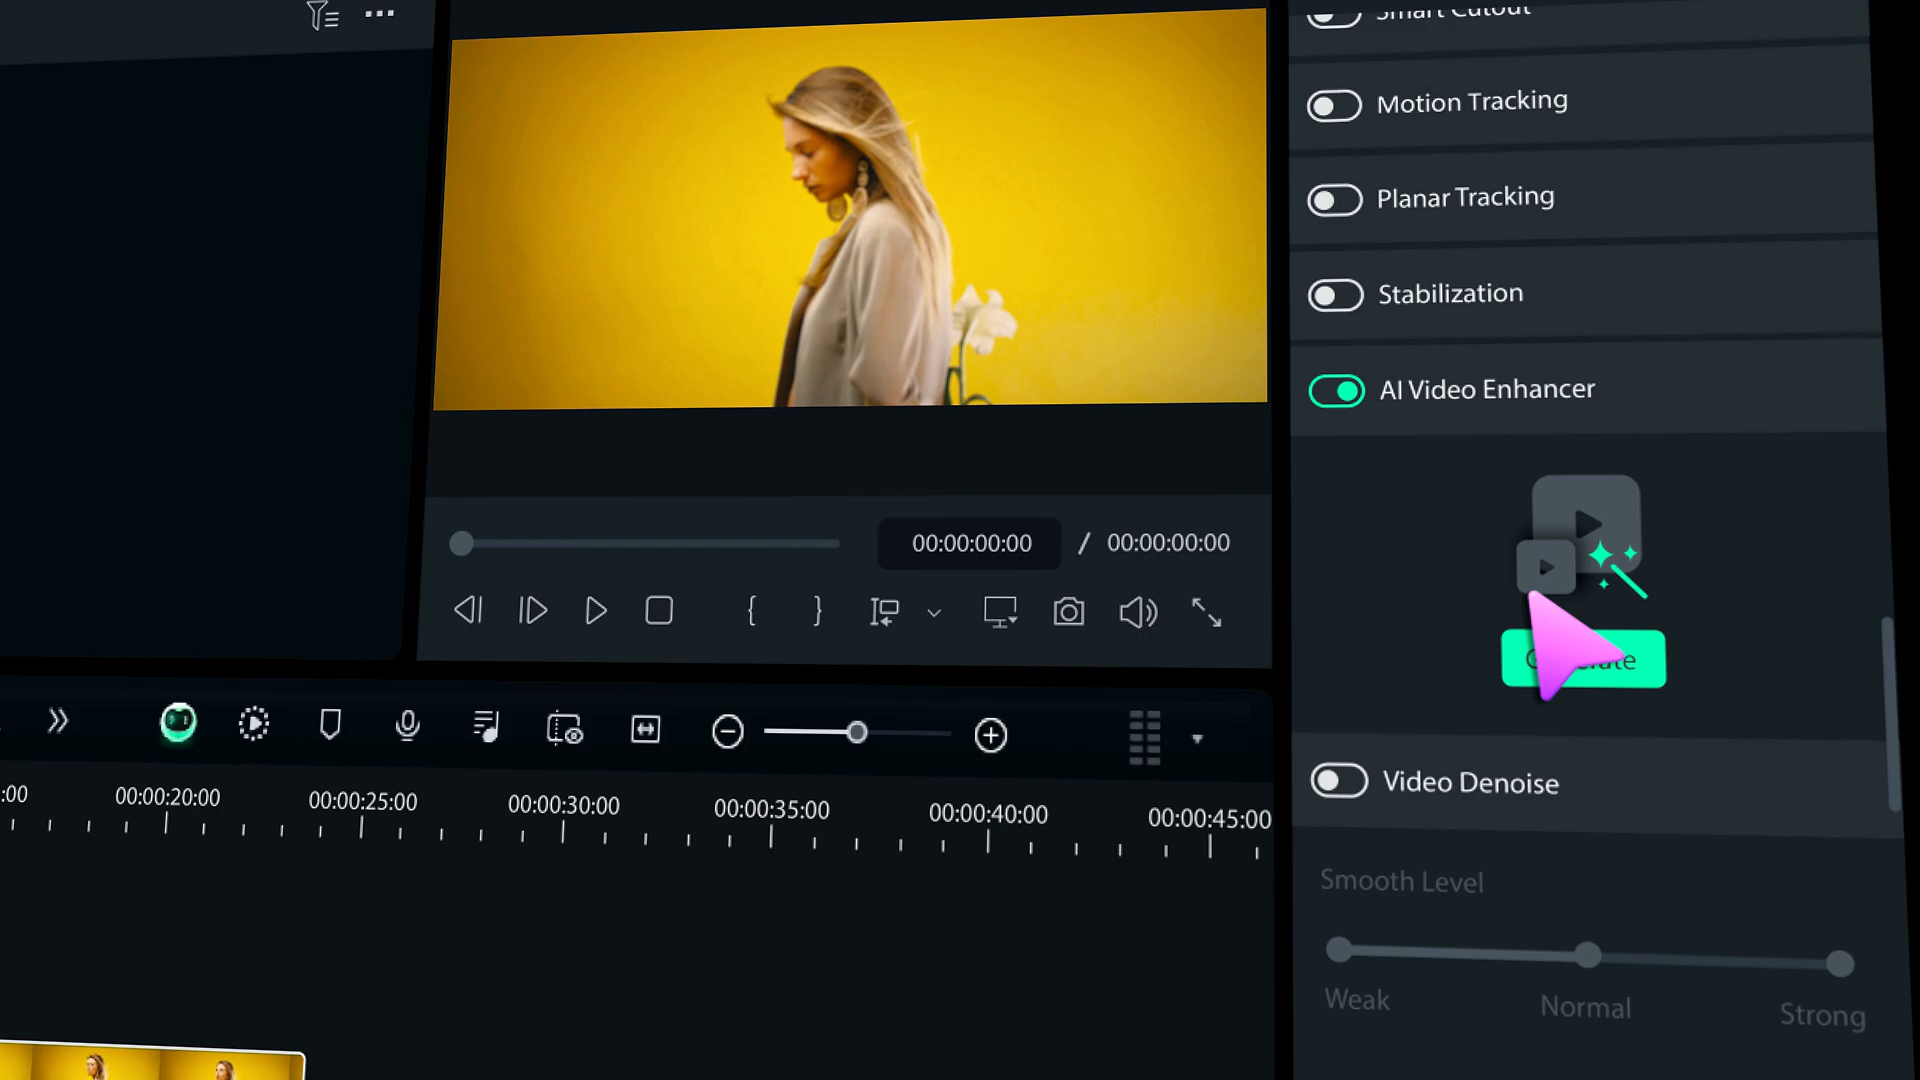 Smart Cutout
Motion Tracking
Planar Tracking
Stabilization
AI Video Enhancer
00:00:00:00 / 00:00:00:00
Video Denoise
:00 00:00:20:00 00:00:25:00 00:00:30:00 00:00:35:00 00:00:40:00 00:00:45:00
Smooth Level
Weak Normal Strong